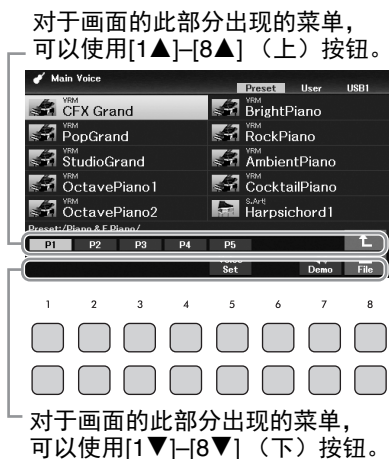 对于画面的此部分出现的菜单，
可以使用[1▲]–[8▲]（上）按钮。
Main Voice
Preset User USB1
VRM CFX Grand VRM BrightPiano
VRM PopGrand VRM RockPiano
VRM StudioGrand VRM AmbientPiano
VRM OctavePiano1 VRM CocktailPiano
VRM OctavePiano2 S.Art! Harpsichord1
Preset:/Piano & E.Piano/
P1 P2 P3 P4 P5
Set Demo File
1 2 3 4 5 6 7 8
对于画面的此部分出现的菜单，
可以使用[1▼]–[8▼]（下）按钮。